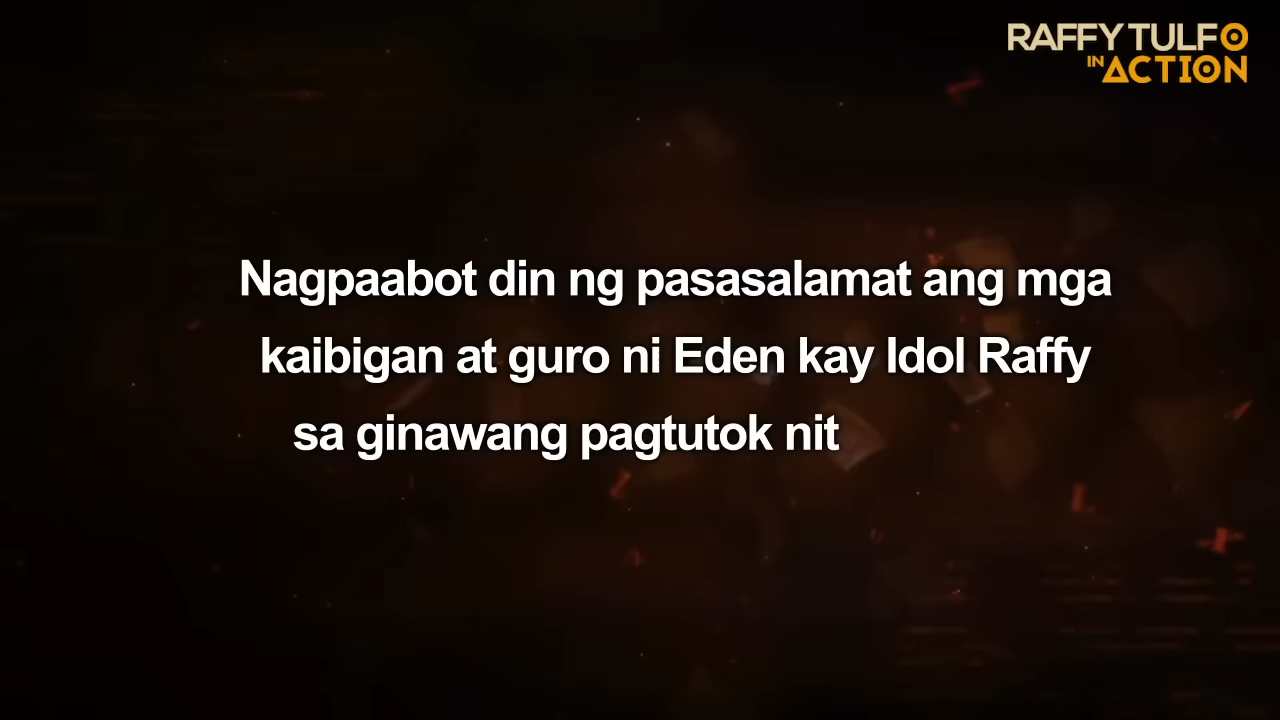 RAFFY TULFO
IN ACTION
Nagpaabot din ng pasasalamat ang mga
kaibigan at guro ni Eden kay Idol Raffy
sa ginawang pagtutok nit